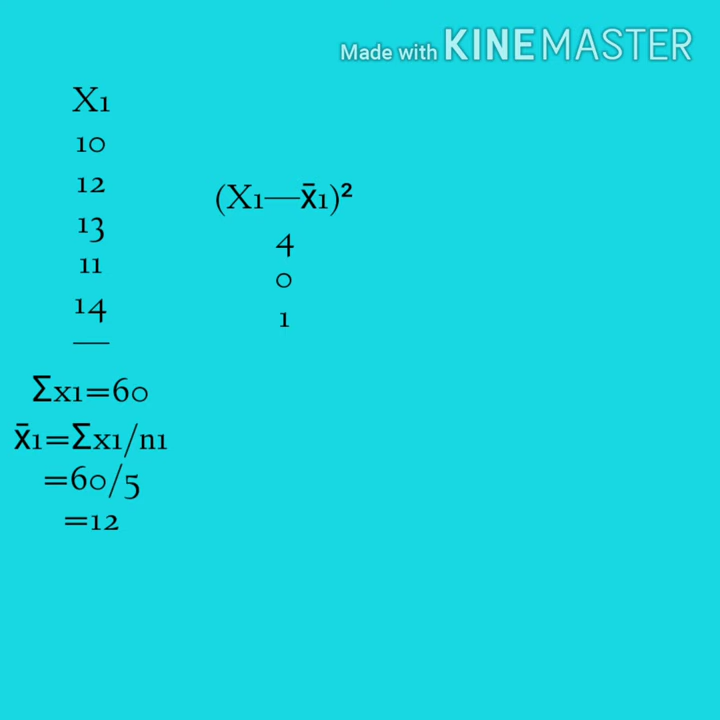 Made with KINEMASTER
X1
10
12
13
11
14
—
Σx1=60
x̄1=Σx1/n1
=60/5
=12
(X1—x̄1)²
4
0
1